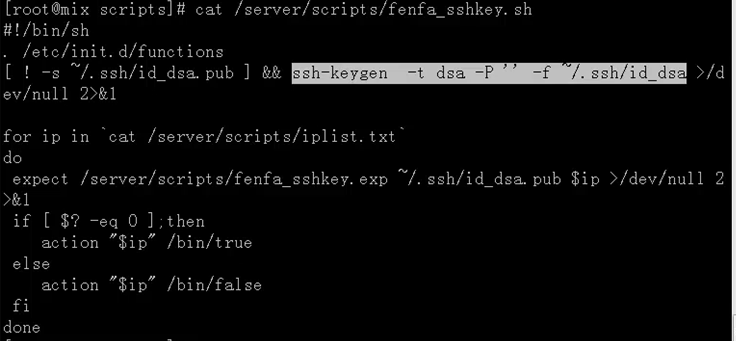 [root@mix scripts]# cat /server/scripts/fenfa_sshkey.sh
#!/bin/sh
. /etc/init.d/functions
[ ! -s ~/.ssh/id_dsa.pub ] && ssh-keygen  -t dsa -P '' -f ~/.ssh/id_dsa >/d
ev/null 2>&1

for ip in `cat /server/scripts/iplist.txt`
do
 expect /server/scripts/fenfa_sshkey.exp ~/.ssh/id_dsa.pub $ip >/dev/null 2
>&1
 if [ $? -eq 0 ];then
    action "$ip" /bin/true
 else
    action "$ip" /bin/false
 fi
done